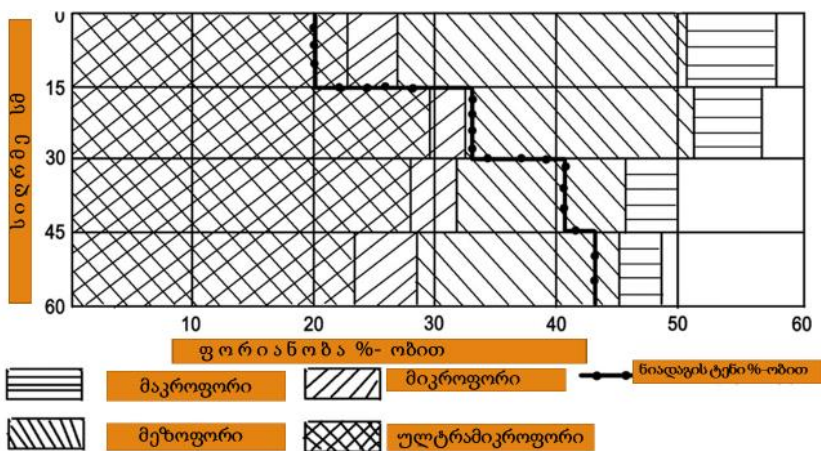 0
15
30
45
60
სიღრმე სმ
10 20 30 40 50 60
ფორიანობა %- ობით
მაკროფორი
მიკროფორი
ნიადაგის ტენი %-ობით
მეზოფორი
ულტრამიკროფორი